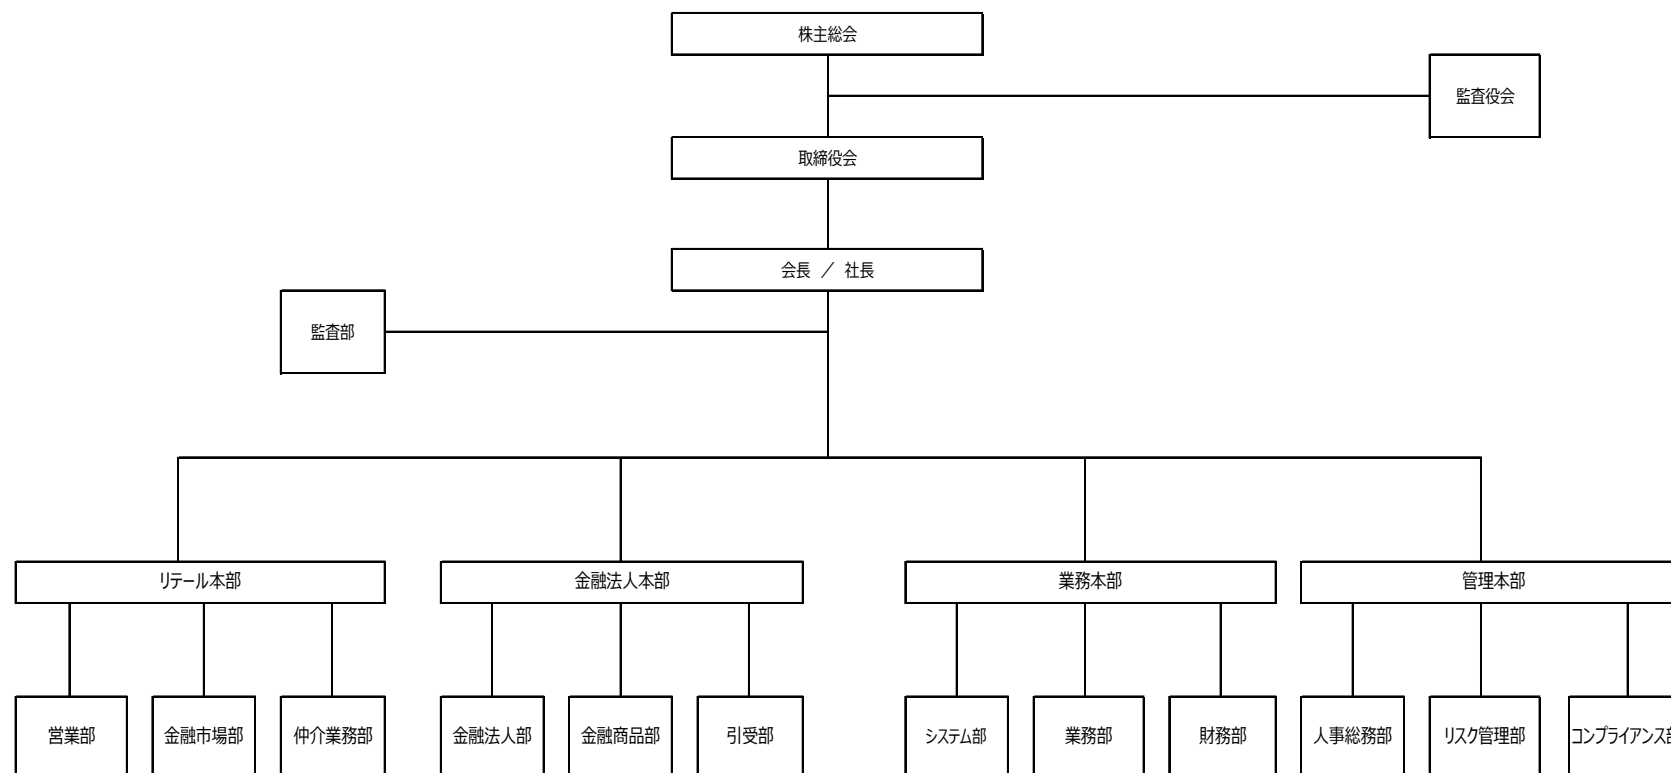 株主総会
監査役会
取締役会
会長 ／ 社長
監査部
リテール本部
金融法人本部
業務本部
管理本部
営業部
金融市場部
仲介業務部
金融法人部
金融商品部
引受部
システム部
業務部
財務部
人事総務部
リスク管理部
コンプライアンス部